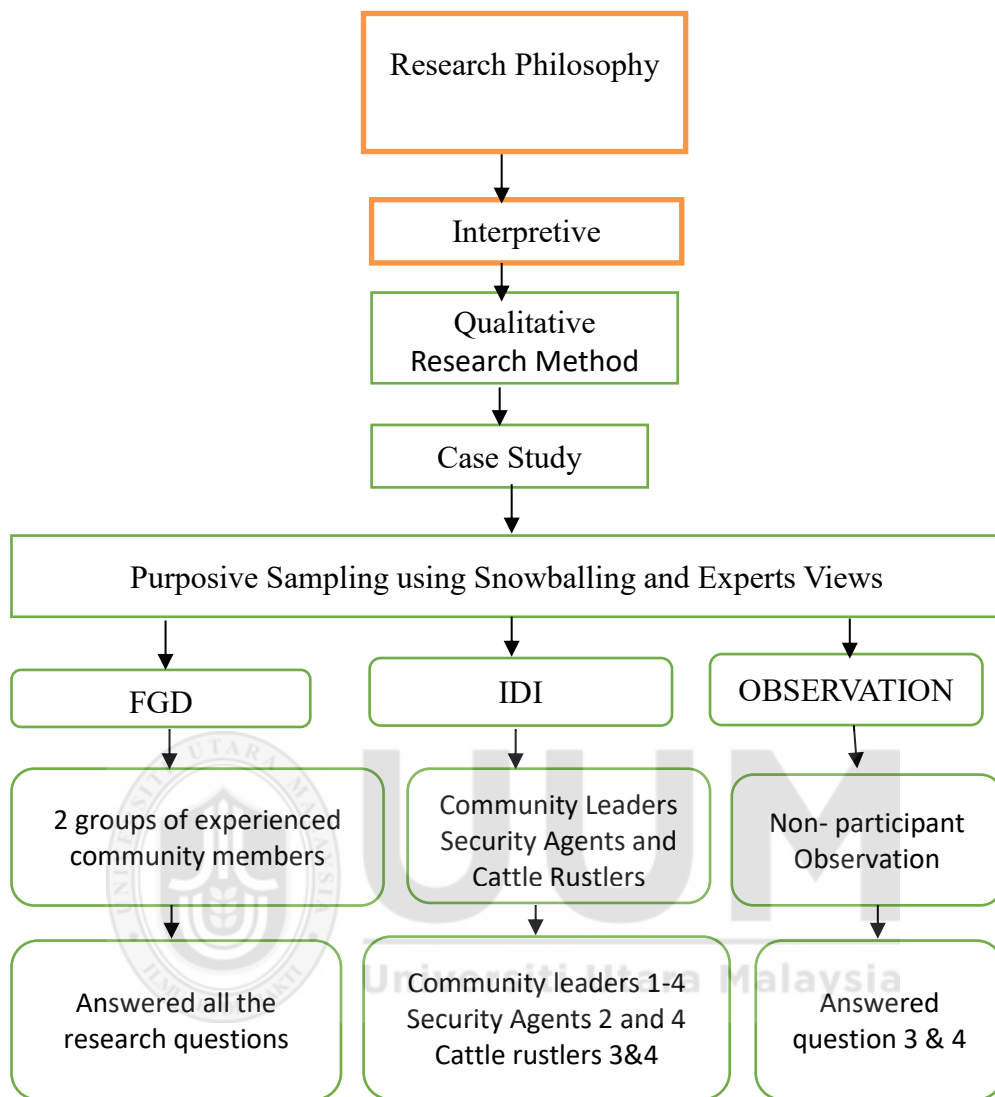 Research Philosophy
Interpretive
Qualitative
Research Method
Case Study
Purposive Sampling using Snowballing and Experts Views
FGD
IDI
OBSERVATION
2 groups of experienced
community members
Community Leaders
Security Agents and
Cattle Rustlers
Non- participant
Observation
Answered all the
research questions
Community leaders 1-4
Security Agents 2 and 4
Cattle rustlers 3&4
Answered
question 3 & 4
UUM
Universiti Utara Malaysia
UNIVERSITI UTARA MALAYSIA